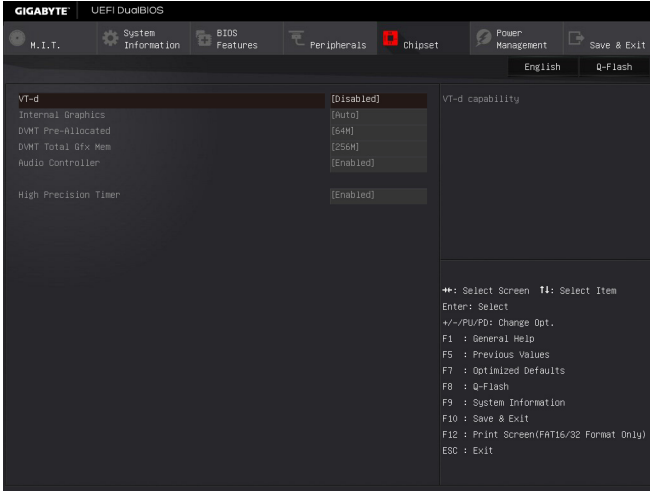 GIGABYTE™ UEFI DualBIOS
M.I.T. System Information BIOS Features Peripherals Chipset Power Management Save & Exit
English Q-Flash
VT-d [Disabled] VT-d capability
Internal Graphics [Auto]
DVMT Pre-Allocated [64M]
DVMT Total Gfx Mem [256M]
Audio Controller [Enabled]
High Precision Timer [Enabled]
→←: Select Screen ↑↓: Select Item
Enter: Select
+/-/PU/PD: Change Opt.
F1 : General Help
F5 : Previous Values
F7 : Optimized Defaults
F8 : Q-Flash
F9 : System Information
F10 : Save & Exit
F12 : Print Screen(FAT16/32 Format Only)
ESC : Exit